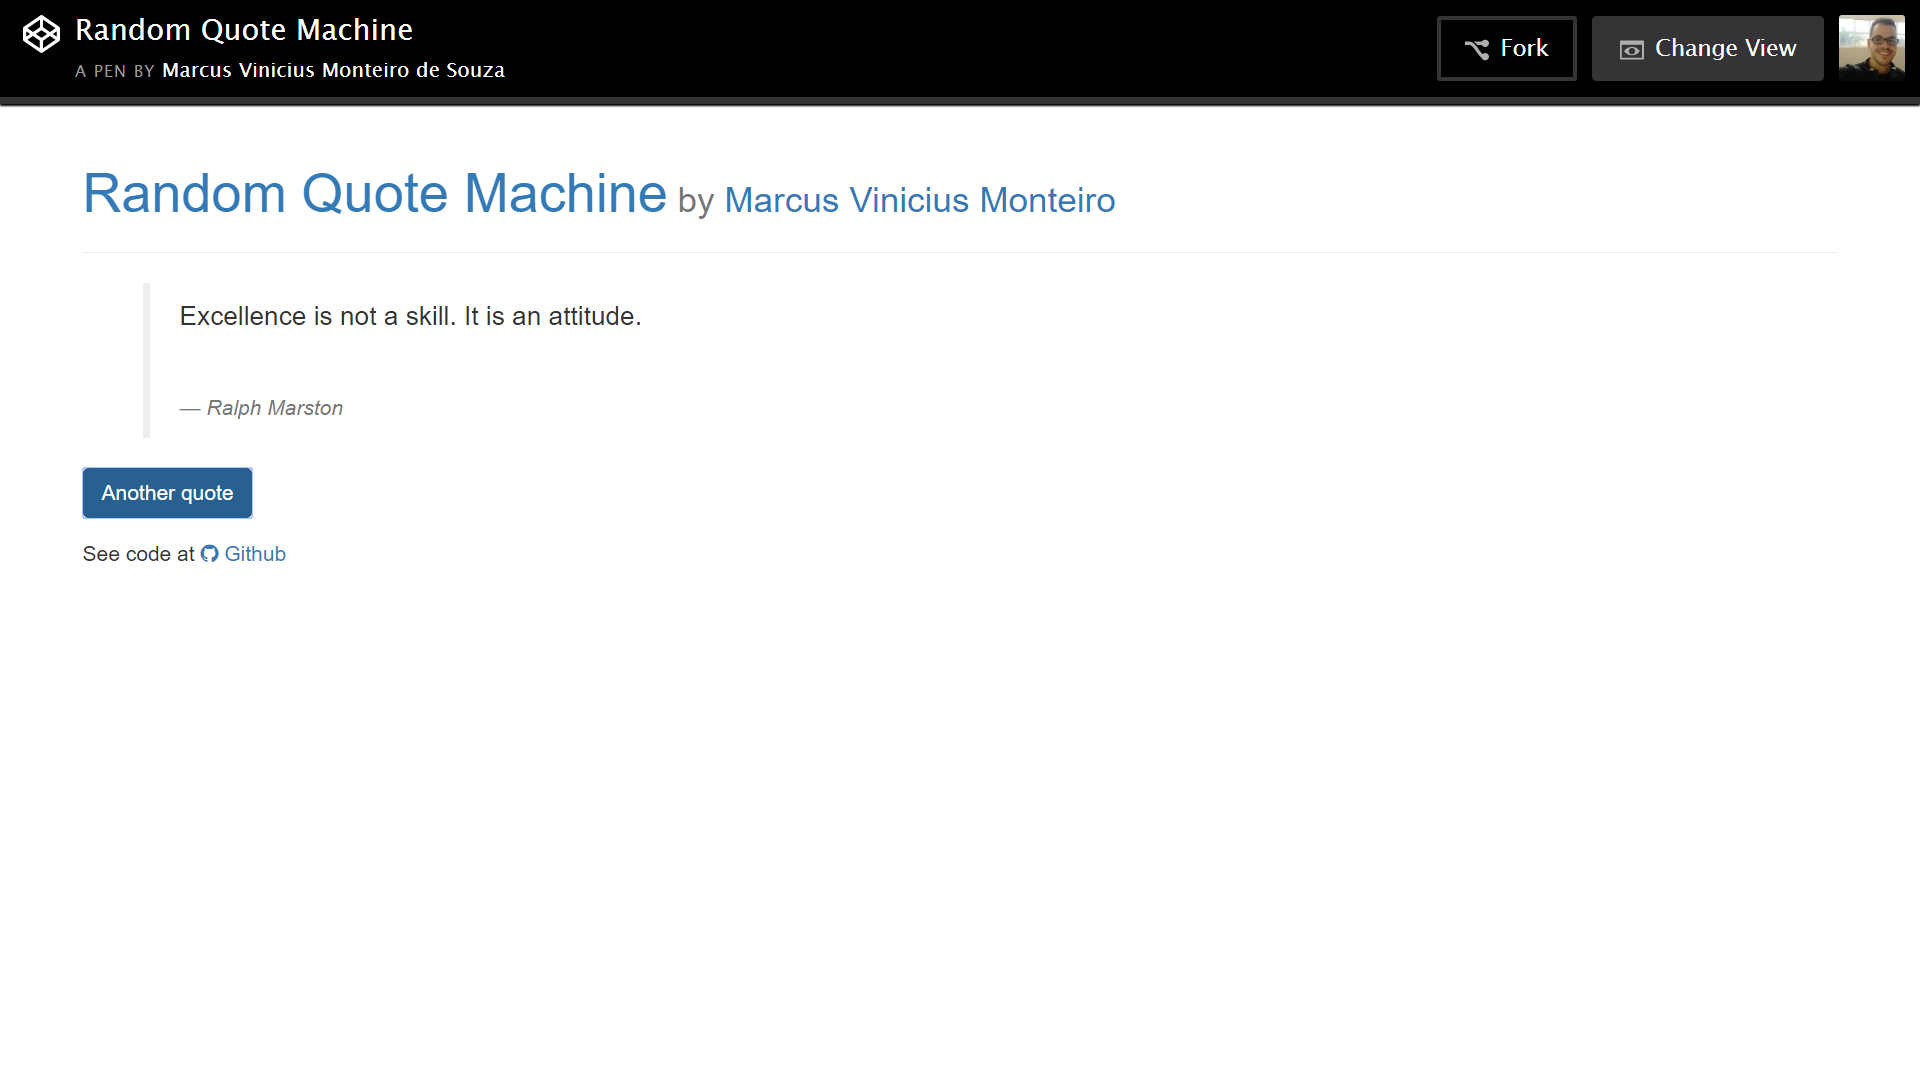 Random Quote Machine
A PEN BY Marcus Vinicius Monteiro de Souza
Fork
Change View
Random Quote Machine by Marcus Vinicius Monteiro
Excellence is not a skill. It is an attitude.
— Ralph Marston
Another quote
See code at Github